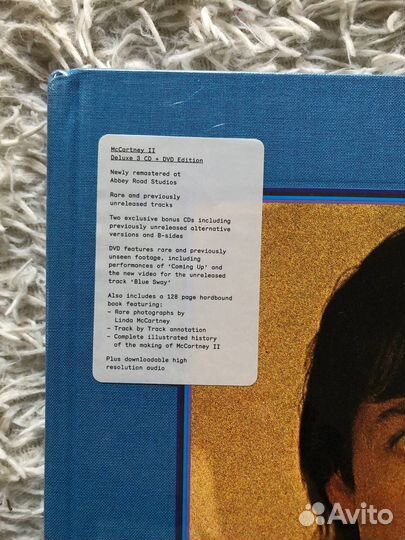 McCartney II
Deluxe 3 CD + DVD Edition
Newly remastered at
Abbey Road Studios
Rare and previously
unreleased tracks
Two exclusive bonus CDs including
previously unreleased alternative
versions and B-sides
DVD features rare and previously
unseen footage, including
performances of 'Coming Up' and
the new video for the unreleased
track 'Blue Sway'
Also includes a 128 page hardbound
book featuring:
– Rare photographs by
Linda McCartney
– Track by Track annotation
– Complete illustrated history
of the making of McCartney II
Plus downloadable high
resolution audio
Avito